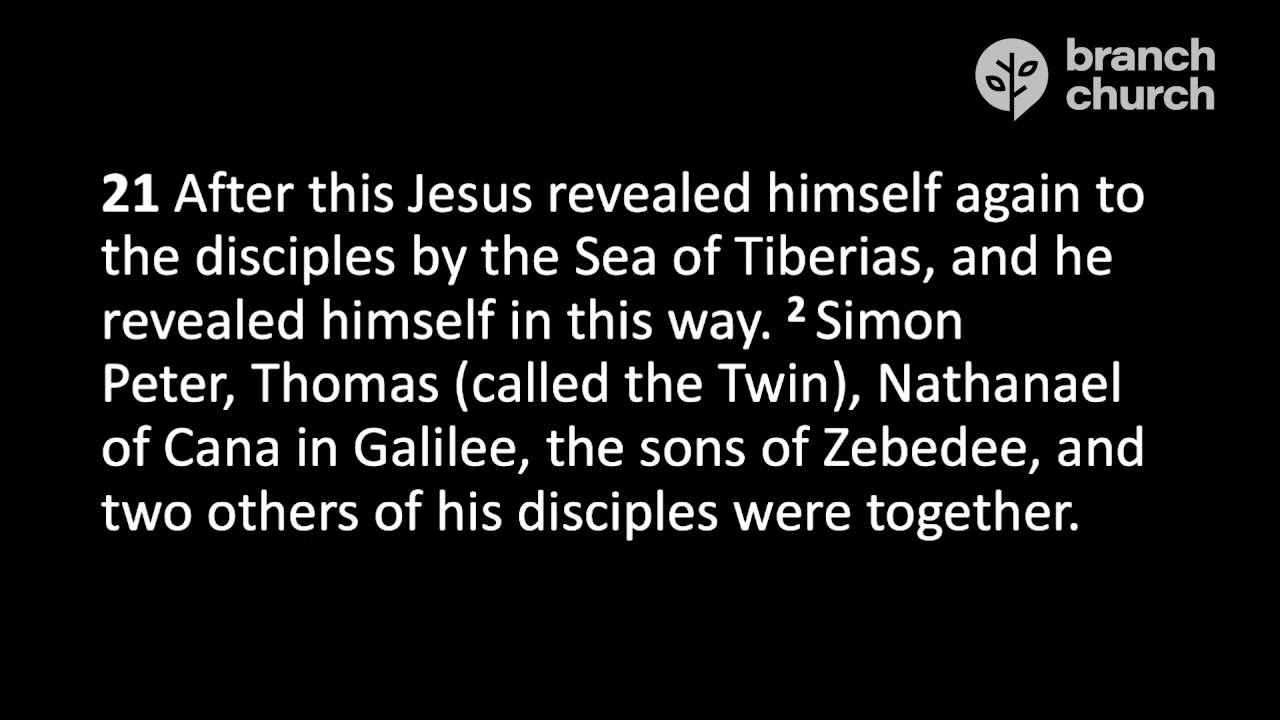 branch
church
21 After this Jesus revealed himself again to
the disciples by the Sea of Tiberias, and he
revealed himself in this way. 2 Simon
Peter, Thomas (called the Twin), Nathanael
of Cana in Galilee, the sons of Zebedee, and
two others of his disciples were together.